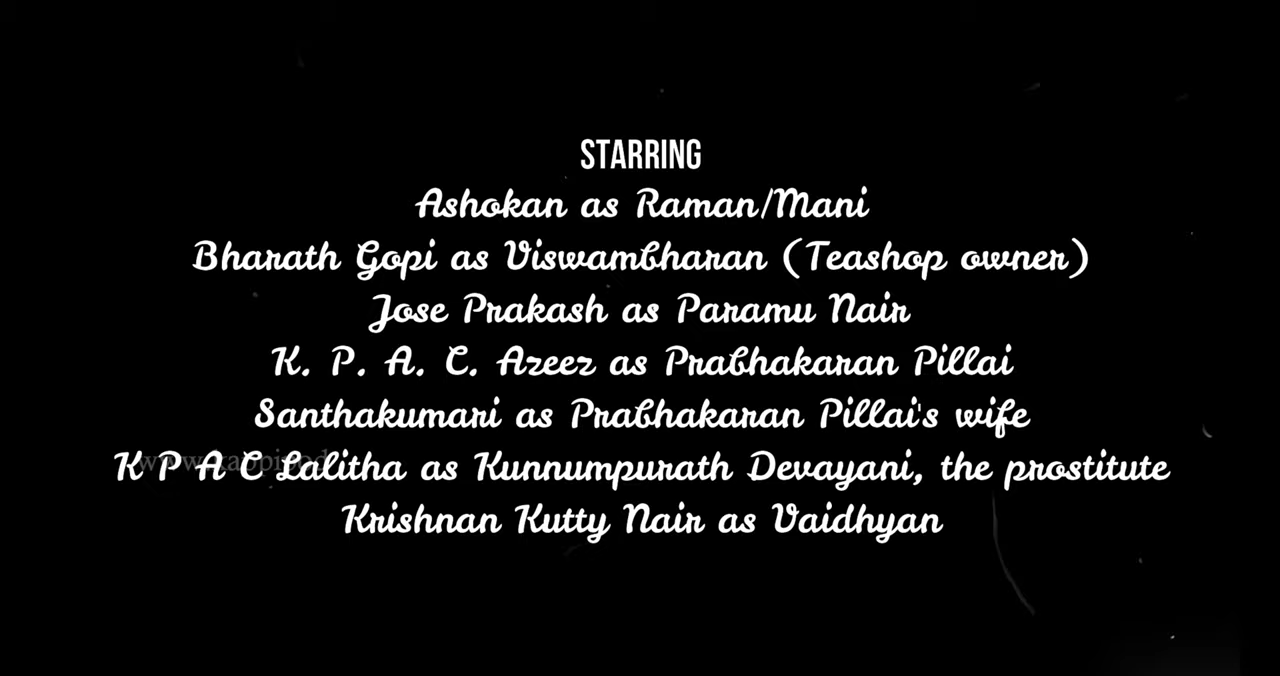 STARRING
Ashokan as Raman/Mani
Bharath Gopi as Viswambharan (Teashop owner)
Jose Prakash as Paramu Nair
K. P. A. C. Azeez as Prabhakaran Pillai
Santhakumari as Prabhakaran Pillai's wife
K P A C Lalitha as Kunnumpurath Devayani, the prostitute
Krishnan Kutty Nair as Vaidhyan